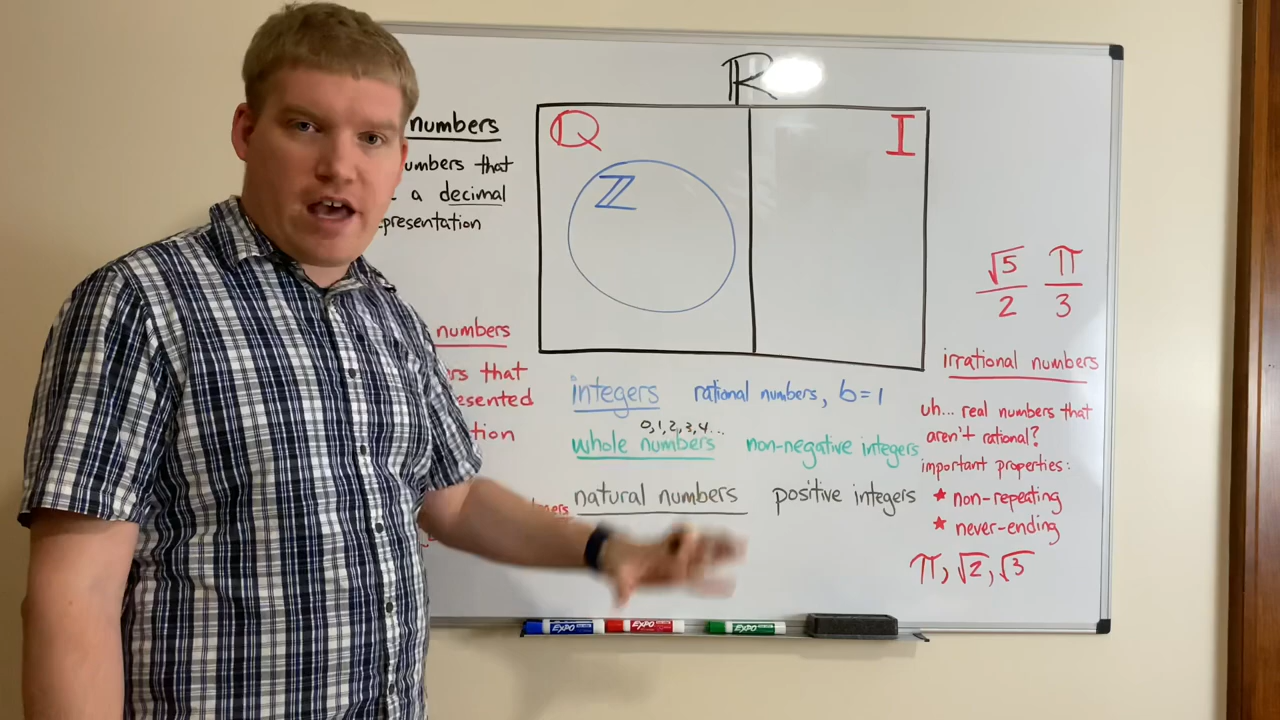 ℝ
ℚ
I
ℤ
numbers
umbers that
a decimal
presentation
numbers
rs that
esented
tion
integers rational numbers, b=1
0,1,2,3,4...
whole numbers non-negative integers
natural numbers positive integers
√5/2 π/3
irrational numbers
uh... real numbers that
aren't rational?
important properties:
★ non-repeating
★ never-ending
π, √2, √3
EXPO
EXPO
EXPO